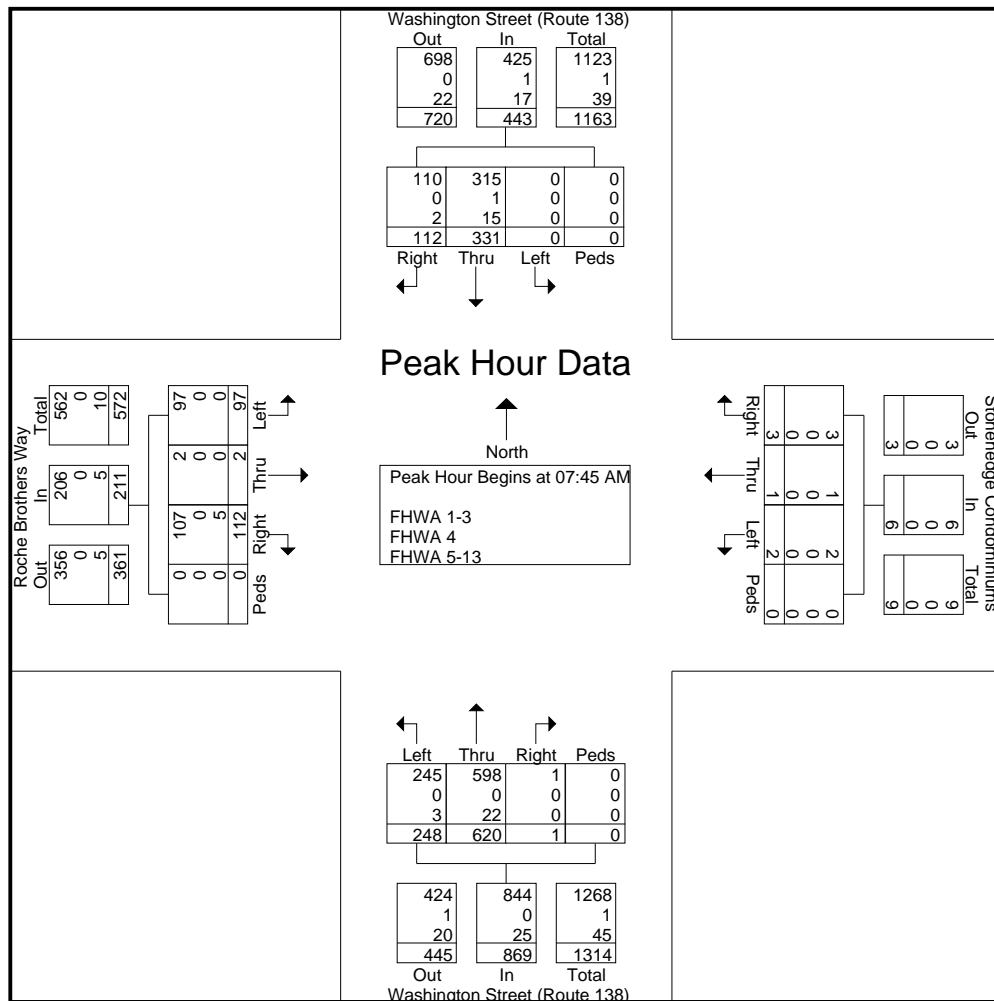 Washington Street (Route 138)
Out In Total
698 425 1123
0 1 1
22 17 39
720 443 1163
110 315 0 0
0 1 0 0
2 15 0 0
112 331 0 0
Right Thru Left Peds
Peak Hour Data
North
Peak Hour Begins at 07:45 AM
FHWA 1-3
FHWA 4
FHWA 5-13
Roche Brothers Way
Out In Total
356 206 562
0 0 0
5 5 10
361 211 572
Peds Right Thru Left
0 107 2 97
0 0 0 0
0 5 0 0
0 112 2 97
Stonenedge Condominiums
Out In Total
3 6 9
0 0 0
0 0 0
3 6 9
Right Thru Left Peds
3 1 2 0
0 0 0 0
0 0 0 0
3 1 2 0
Left Thru Right Peds
245 598 1 0
0 0 0 0
3 22 0 0
248 620 1 0
424 844 1268
1 0 1
20 25 45
445 869 1314
Out In Total
Washington Street (Route 138)